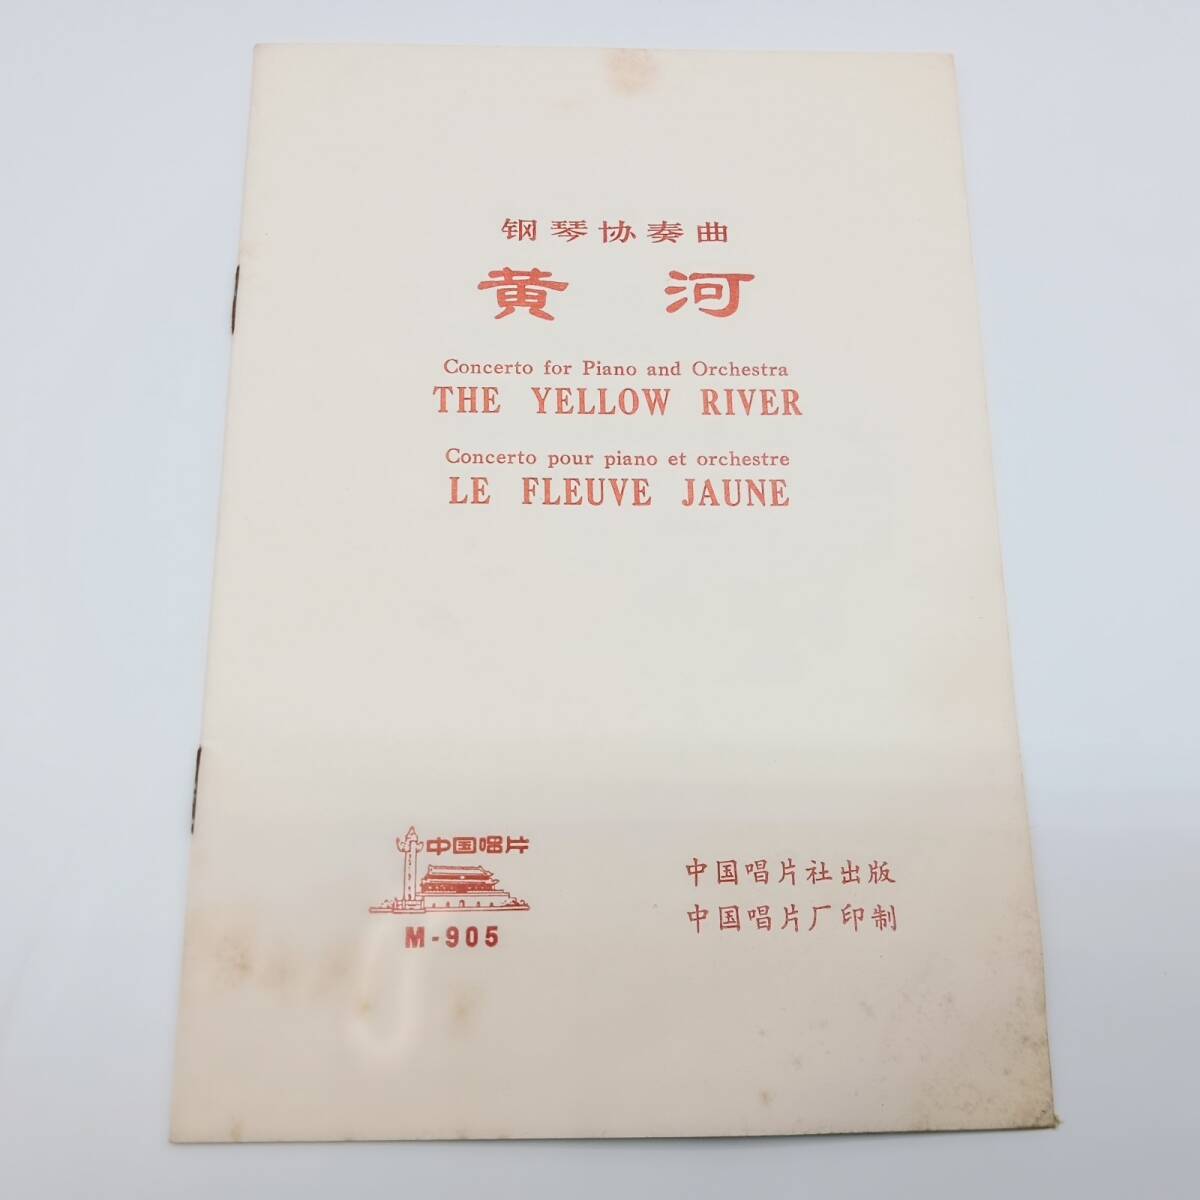 钢琴协奏曲
黄河
Concerto for Piano and Orchestra
THE YELLOW RIVER
Concerto pour piano et orchestre
LE FLEUVE JAUNE
中国唱片
M-905
中国唱片社出版
中国唱片厂印制